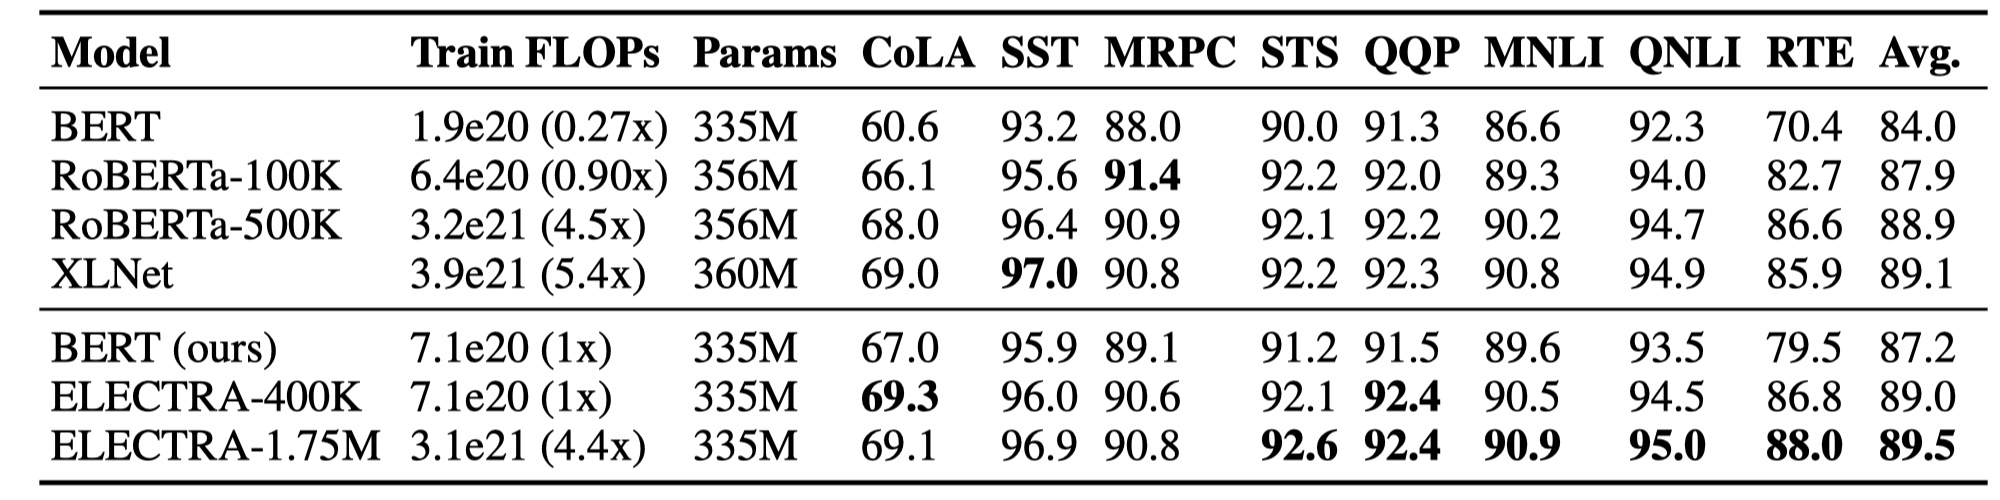 Model Train FLOPs Params CoLA SST MRPC STS QQP MNLI QNLI RTE Avg.
BERT 1.9e20 (0.27x) 335M 60.6 93.2 88.0 90.0 91.3 86.6 92.3 70.4 84.0
RoBERTa-100K 6.4e20 (0.90x) 356M 66.1 95.6 91.4 92.2 92.0 89.3 94.0 82.7 87.9
RoBERTa-500K 3.2e21 (4.5x) 356M 68.0 96.4 90.9 92.1 92.2 90.2 94.7 86.6 88.9
XLNet 3.9e21 (5.4x) 360M 69.0 97.0 90.8 92.2 92.3 90.8 94.9 85.9 89.1
BERT (ours) 7.1e20 (1x) 335M 67.0 95.9 89.1 91.2 91.5 89.6 93.5 79.5 87.2
ELECTRA-400K 7.1e20 (1x) 335M 69.3 96.0 90.6 92.1 92.4 90.5 94.5 86.8 89.0
ELECTRA-1.75M 3.1e21 (4.4x) 335M 69.1 96.9 90.8 92.6 92.4 90.9 95.0 88.0 89.5